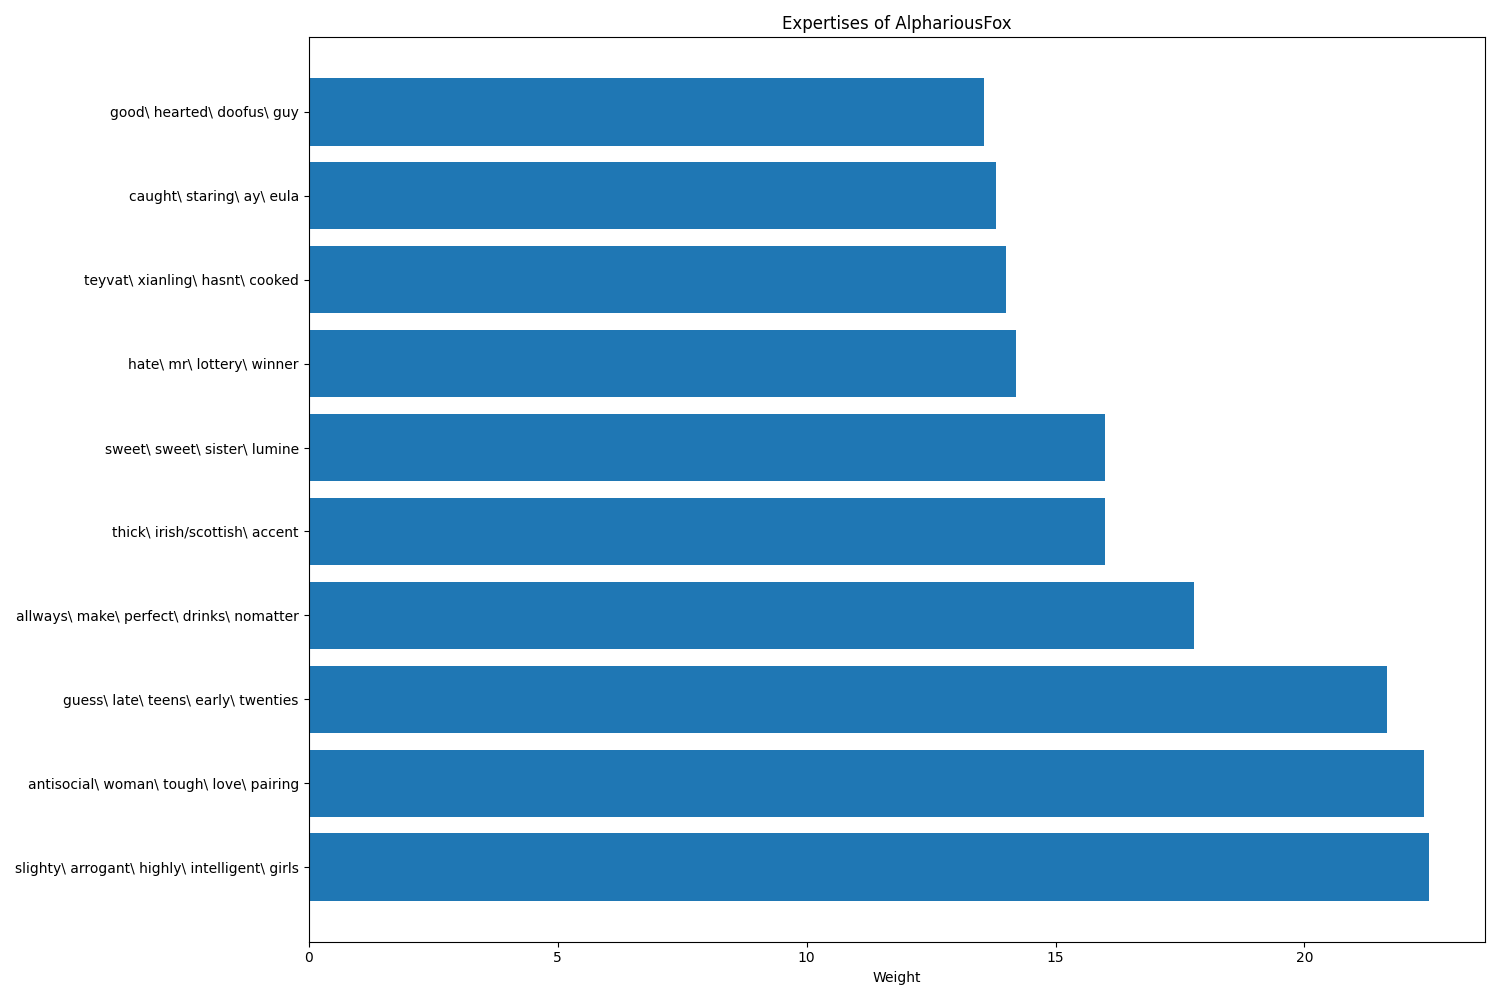 Expertises of AlphariousFox
good\ hearted\ doofus\ guy
caught\ staring\ ay\ eula
teyvat\ xianling\ hasnt\ cooked
hate\ mr\ lottery\ winner
sweet\ sweet\ sister\ lumine
thick\ irish/scottish\ accent
allways\ make\ perfect\ drinks\ nomatter
guess\ late\ teens\ early\ twenties
antisocial\ woman\ tough\ love\ pairing
slighty\ arrogant\ highly\ intelligent\ girls
0 5 10 15 20
Weight